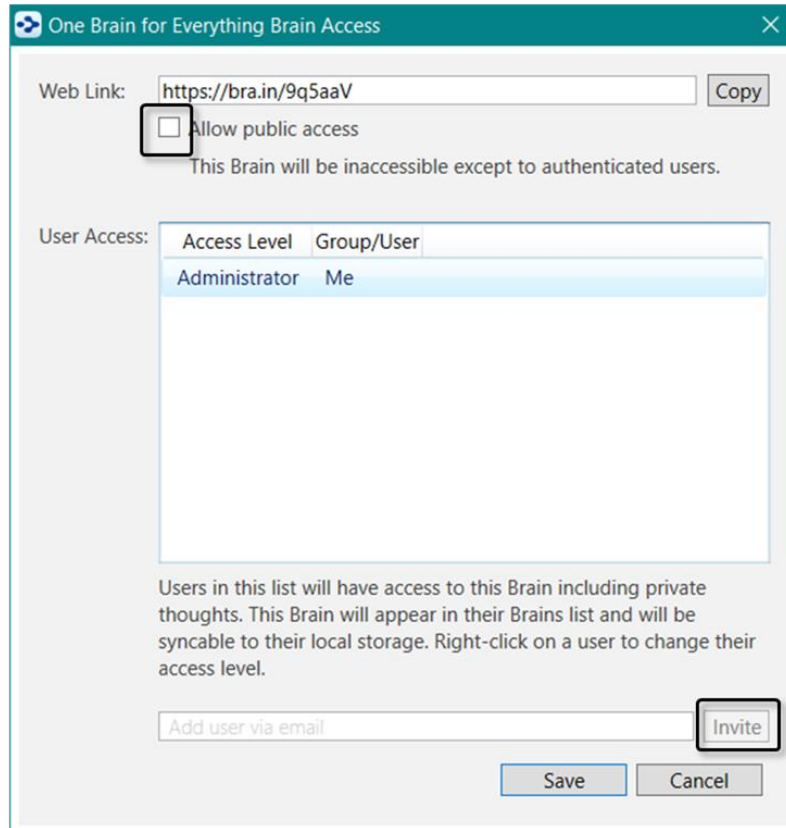 One Brain for Everything Brain Access
Web Link: https://bra.in/9q5aaV Copy
Allow public access
This Brain will be inaccessible except to authenticated users.
User Access: Access Level Group/User
Administrator Me
Users in this list will have access to this Brain including private
thoughts. This Brain will appear in their Brains list and will be
syncable to their local storage. Right-click on a user to change their
access level.
Add user via email Invite
Save Cancel